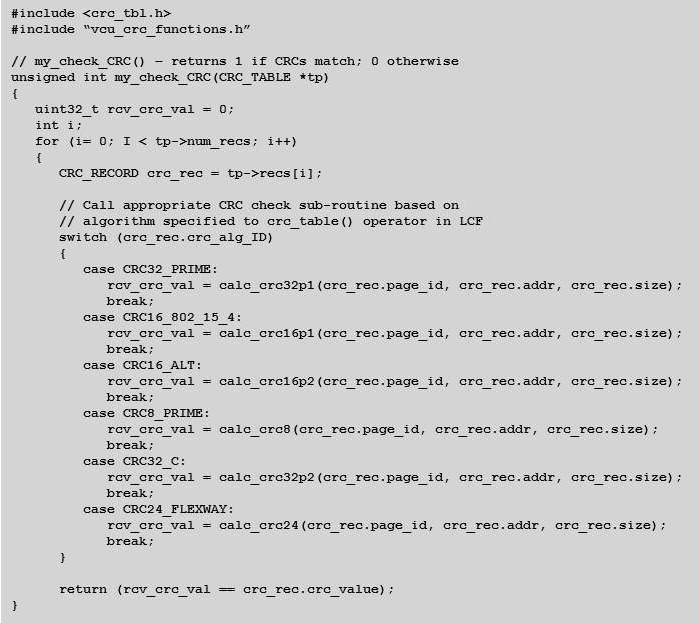 #include <crc_tbl.h>
#include “vcu_crc_functions.h”
// my_check_CRC() – returns 1 if CRCs match; 0 otherwise
unsigned int my_check_CRC(CRC_TABLE *tp)
{
uint32_t rcv_crc_val = 0;
int i;
for (i= 0; I < tp->num_recs; i++)
{
CRC_RECORD crc_rec = tp->recs[i];
// Call appropriate CRC check sub-routine based on
// algorithm specified to crc_table() operator in LCF
switch (crc_rec.crc_alg_ID)
{
case CRC32_PRIME:
rcv_crc_val = calc_crc32p1(crc_rec.page_id, crc_rec.addr, crc_rec.size);
break;
case CRC16_802_15_4:
rcv_crc_val = calc_crc16p1(crc_rec.page_id, crc_rec.addr, crc_rec.size);
break;
case CRC16_ALT:
rcv_crc_val = calc_crc16p2(crc_rec.page_id, crc_rec.addr, crc_rec.size);
break;
case CRC8_PRIME:
rcv_crc_val = calc_crc8(crc_rec.page_id, crc_rec.addr, crc_rec.size);
break;
case CRC32_C:
rcv_crc_val = calc_crc32p2(crc_rec.page_id, crc_rec.addr, crc_rec.size);
break;
case CRC24_FLEXWAY:
rcv_crc_val = calc_crc24(crc_rec.page_id, crc_rec.addr, crc_rec.size);
break;
}
return (rcv_crc_val == crc_rec.crc_value);
}